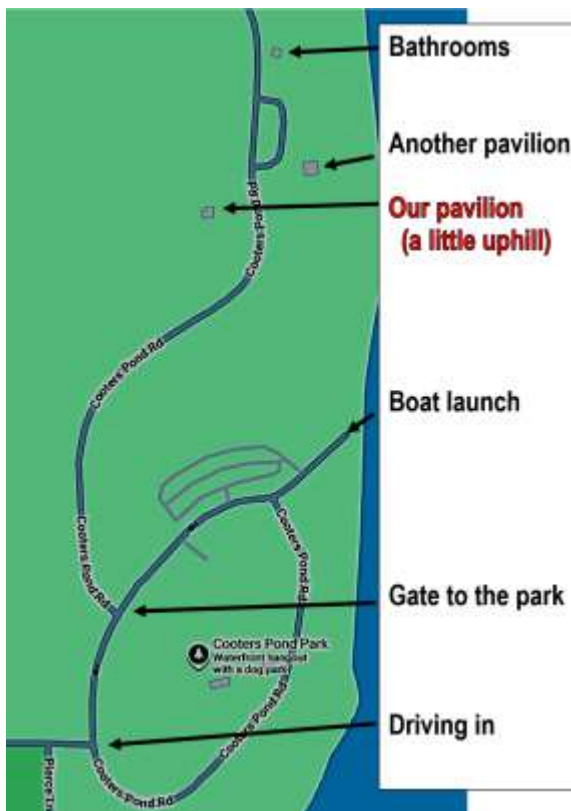 Bathrooms
Another pavilion
Our pavilion
(a little uphill)
Boat launch
Gate to the park
Driving in
Cooters Pond Rd
Cooters Pond Rd
Cooters Pond Rd
Cooters Pond Rd
Cooters Pond Park
Waterfront hangout
with a dog park
Cooters Pond Rd
Cooters Pond Rd
Pierce Trl